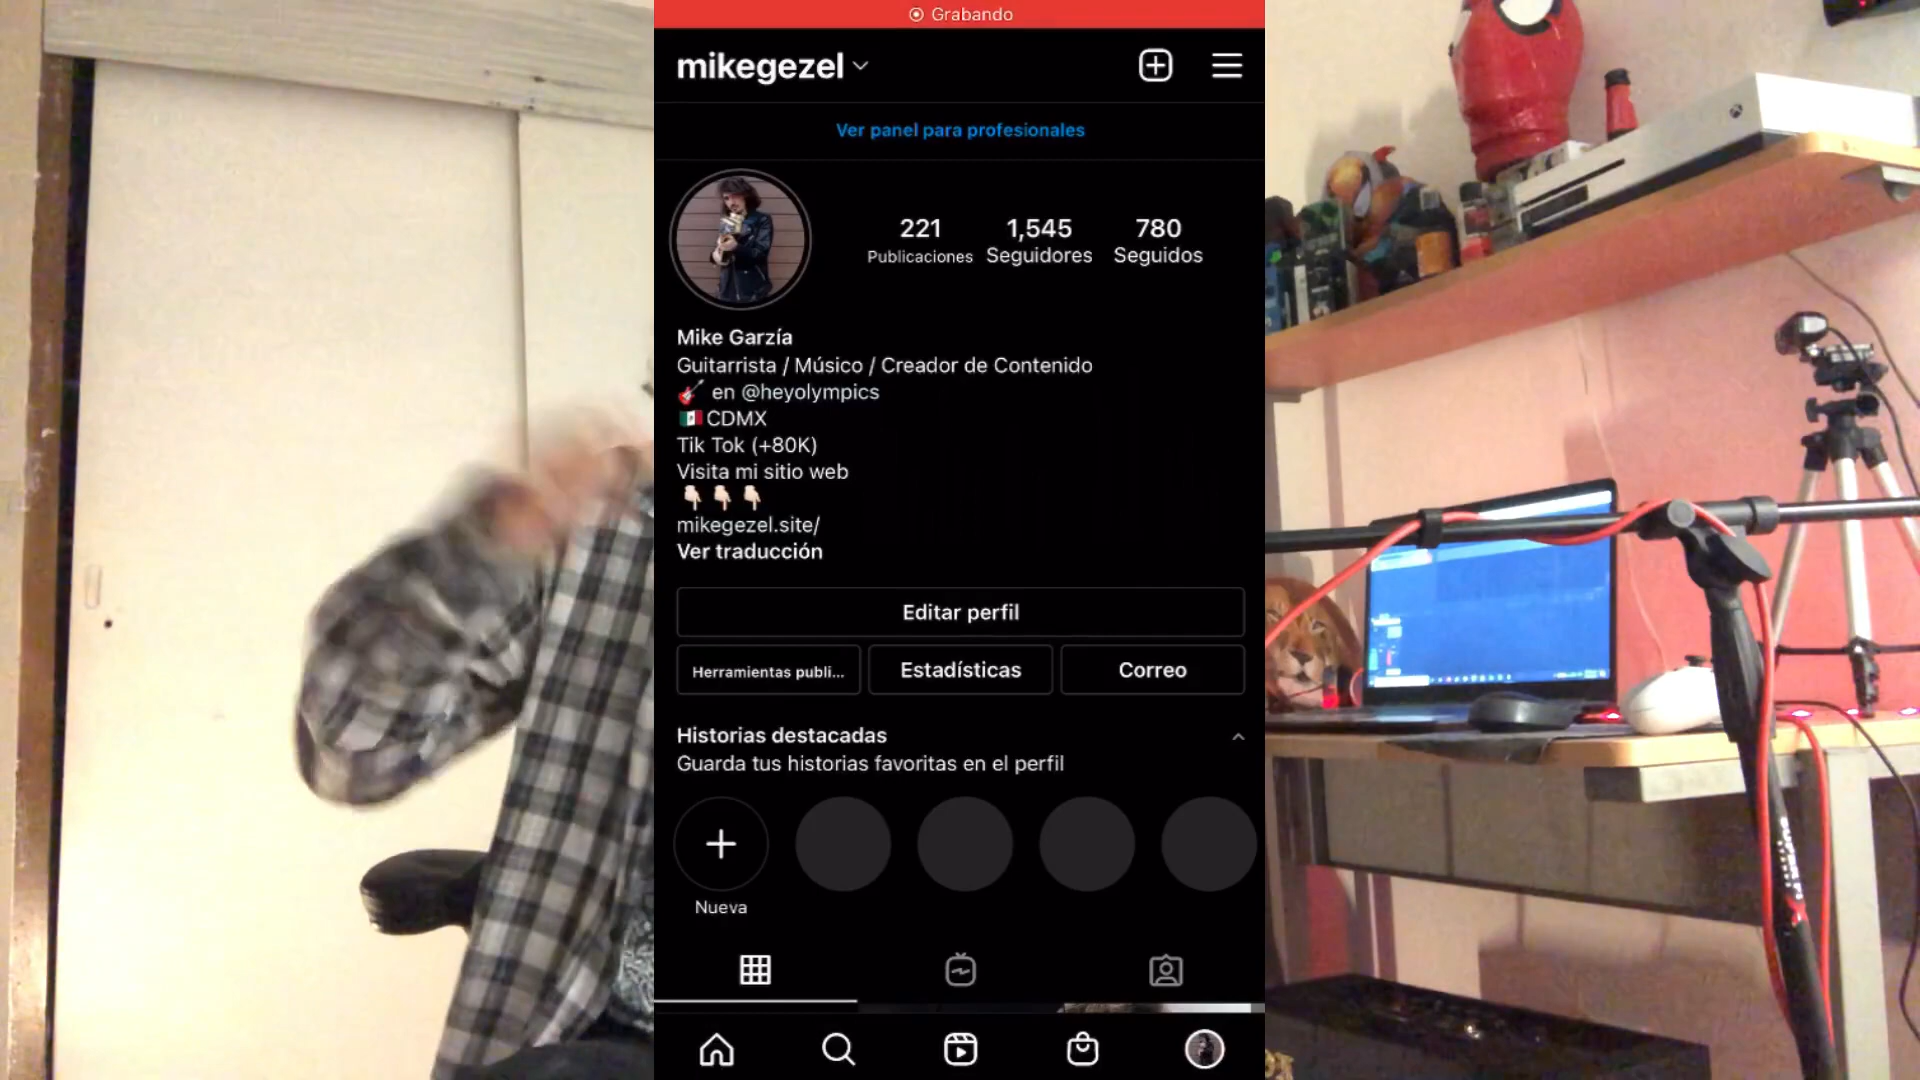 Grabando
mikegezel
Ver panel para profesionales
221 1,545 780
Publicaciones Seguidores Seguidos
Mike Garzía
Guitarrista / Músico / Creador de Contenido
🎸 en @heyolympics
🇲🇽CDMX
Tik Tok (+80K)
Visita mi sitio web
👇🏻👇🏻👇🏻
mikegezel.site/
Ver traducción
Editar perfil
Herramientas publi... Estadísticas Correo
Historias destacadas
Guarda tus historias favoritas en el perfil
Nueva